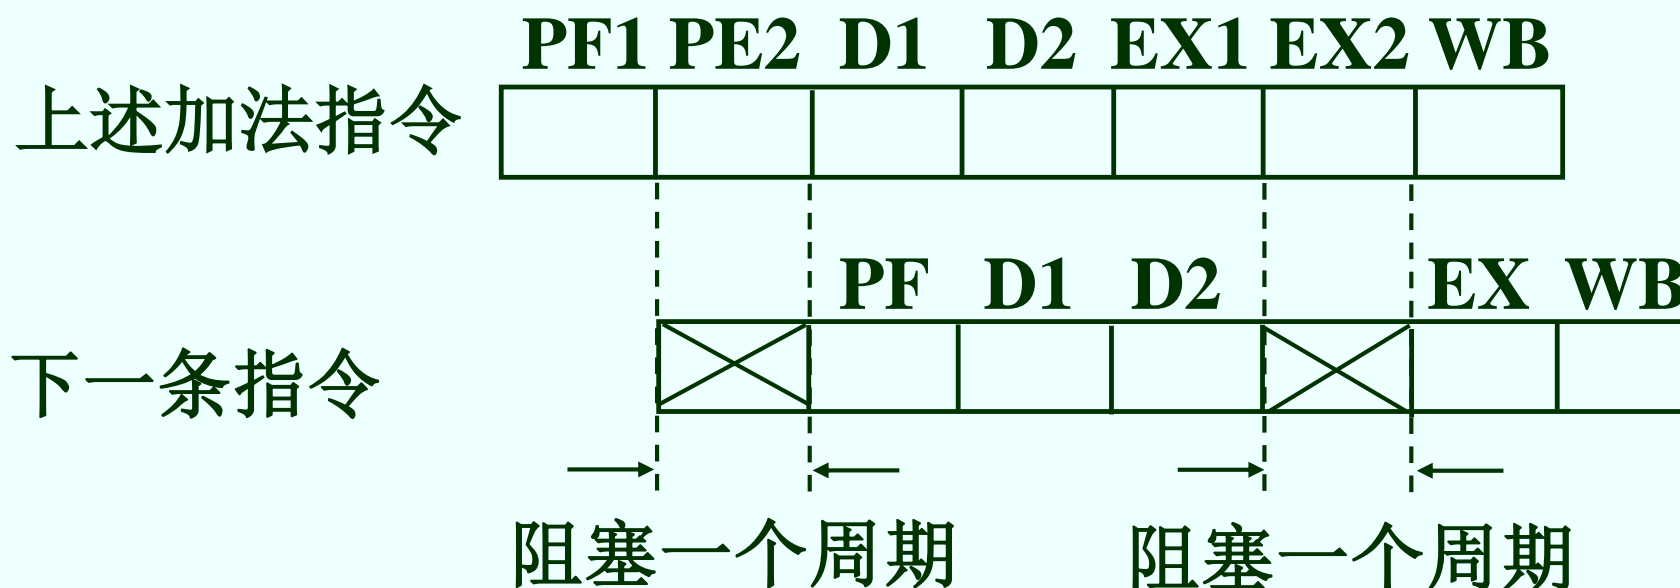 PF1 PE2 D1 D2 EX1 EX2 WB
上述加法指令
PF D1 D2 EX WB
下一条指令
阻塞一个周期 阻塞一个周期